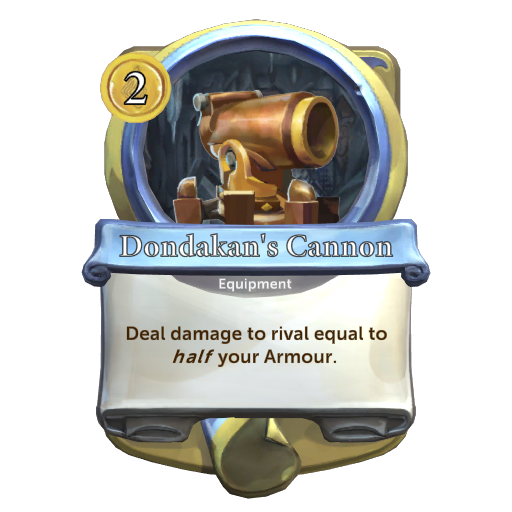 2
Dondakan's Cannon
Equipment
Deal damage to rival equal to
half your Armour.